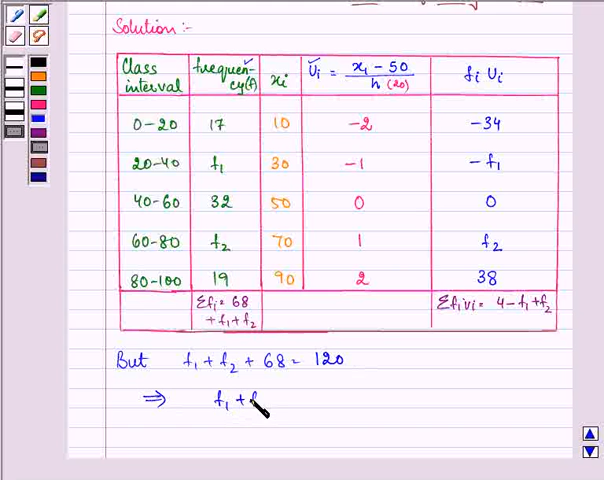 Solution :-
Class interval | frequency(f) | xi | Ui = xi - 50 / h (20) | fi Ui
0-20 | 17 | 10 | -2 | -34
20-40 | f1 | 30 | -1 | -f1
40-60 | 32 | 50 | 0 | 0
60-80 | f2 | 70 | 1 | f2
80-100 | 19 | 90 | 2 | 38
Σfi = 68 + f1 + f2 | Σfivi = 4 - f1 + f2
But f1 + f2 + 68 = 120
⇒ f1 + f